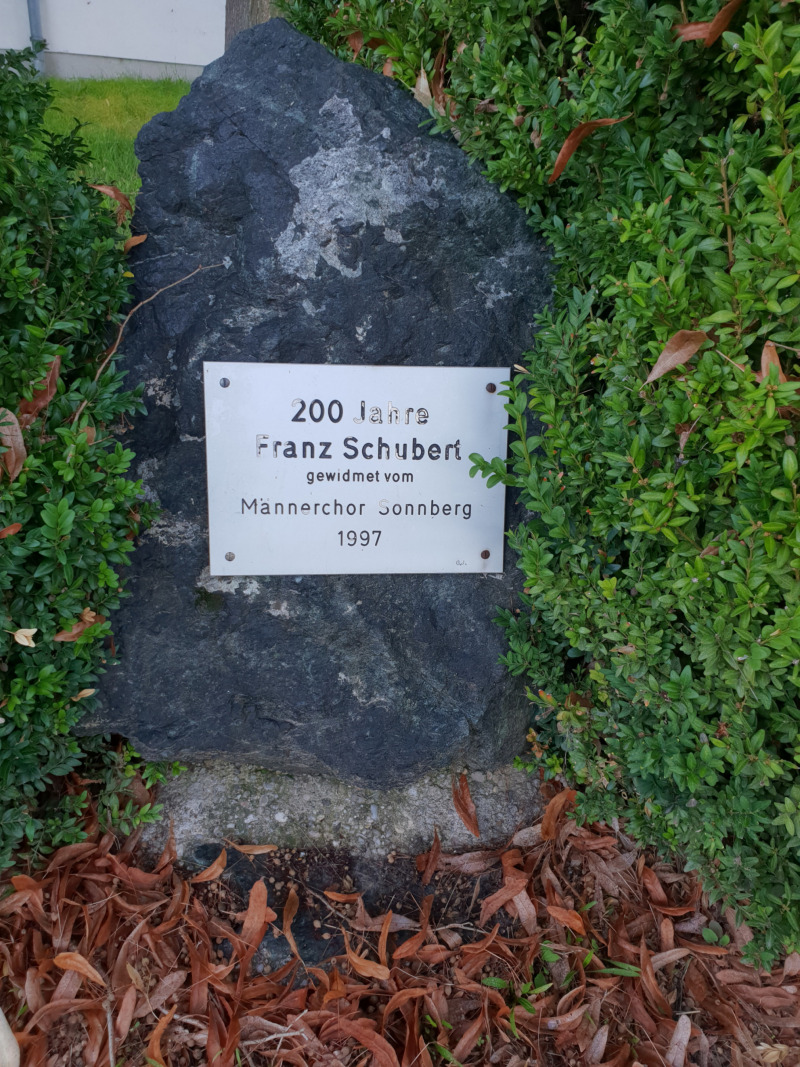 200 Jahre
Franz Schubert
gewidmet vom
Männerchor Sonnberg
1997